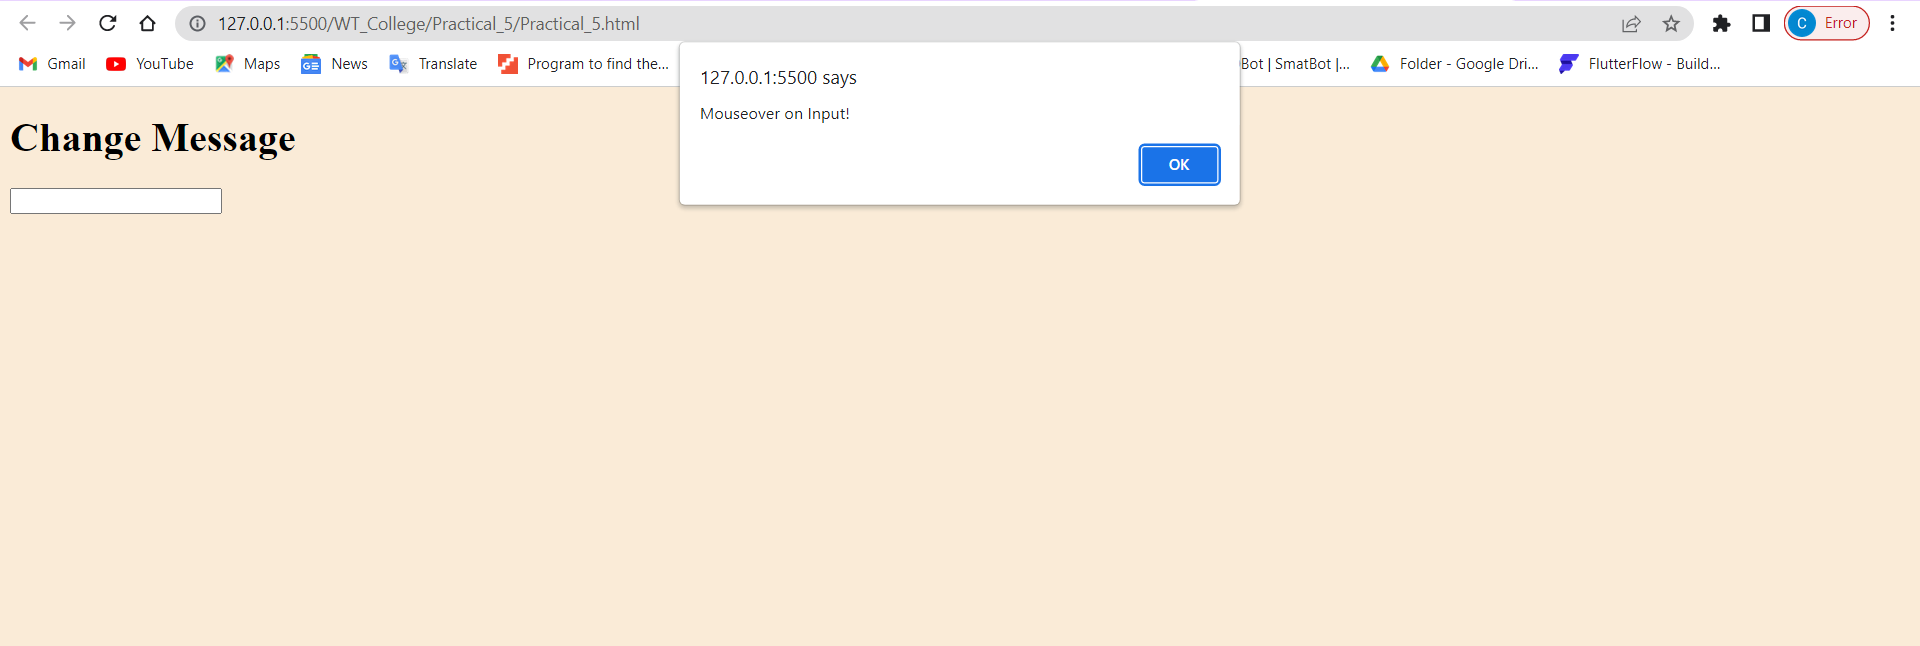 127.0.0.1:5500/WT_College/Practical_5/Practical_5.html
C Error
Gmail YouTube Maps News Translate Program to find the... Bot | SmatBot |... Folder - Google Dri... FlutterFlow - Build...
127.0.0.1:5500 says
Mouseover on Input!
OK
Change Message